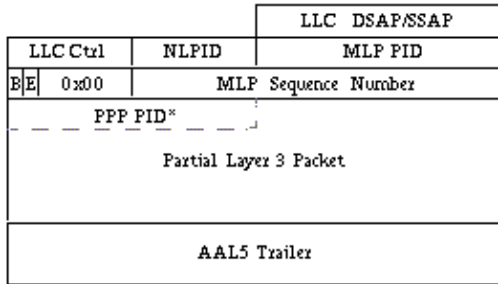 LLC DSAP/SSAP
LLC Ctrl NLPID MLP PID
B E 0x00 MLP Sequence Number
PPP PID*
Partial Layer 3 Packet
AAL5 Trailer